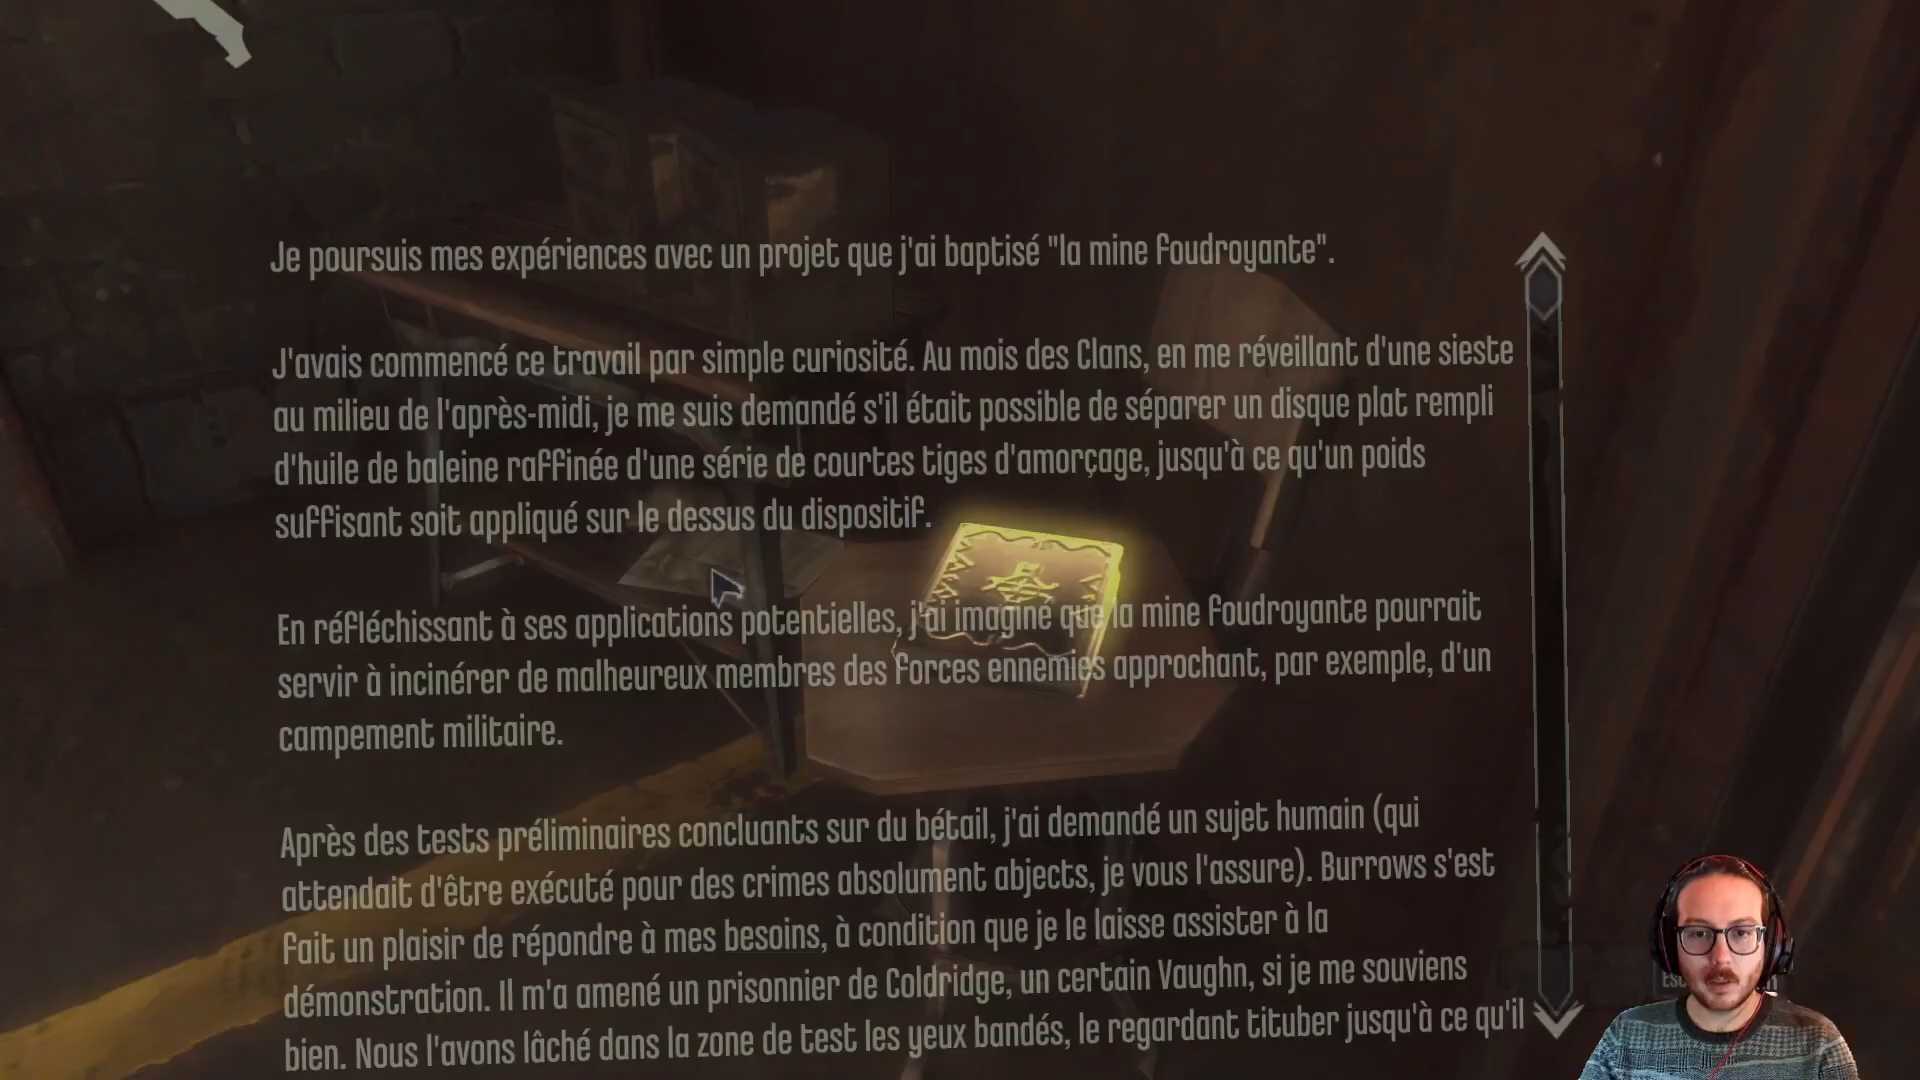 Je poursuis mes expériences avec un projet que j'ai baptisé "la mine foudroyante".
J'avais commencé ce travail par simple curiosité. Au mois des Clans, en me réveillant d'une sieste
au milieu de l'après-midi, je me suis demandé s'il était possible de séparer un disque plat rempli
d'huile de baleine raffinée d'une série de courtes tiges d'amorçage, jusqu'à ce qu'un poids
suffisant soit appliqué sur le dessus du dispositif.
En réfléchissant à ses applications potentielles, j'ai imaginé que la mine foudroyante pourrait
servir à incinérer de malheureux membres des forces ennemies approchant, par exemple, d'un
campement militaire.
Après des tests préliminaires concluants sur du bétail, j'ai demandé un sujet humain (qui
attendait d'être exécuté pour des crimes absolument abjects, je vous l'assure). Burrows s'est
fait un plaisir de répondre à mes besoins, à condition que je le laisse assister à la
démonstration. Il m'a amené un prisonnier de Coldridge, un certain Vaughn, si je me souviens
bien. Nous l'avons lâché dans la zone de test les yeux bandés, le regardant tituber jusqu'à ce qu'il